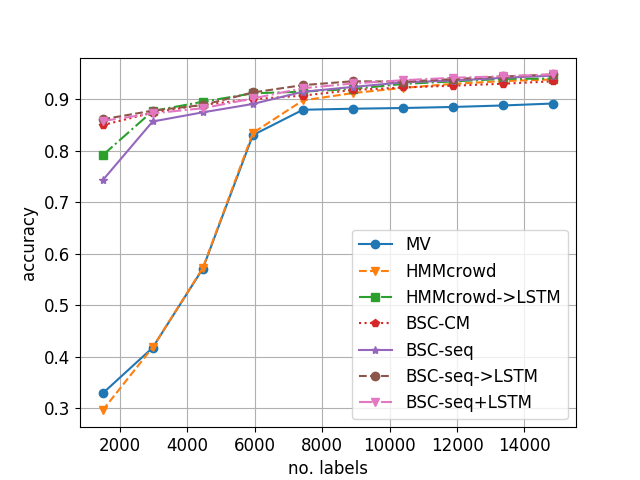 0.9
0.8
0.7
0.6
0.5
0.4
0.3
accuracy
2000 4000 6000 8000 10000 12000 14000
no. labels
MV
HMMcrowd
HMMcrowd->LSTM
BSC-CM
BSC-seq
BSC-seq->LSTM
BSC-seq+LSTM